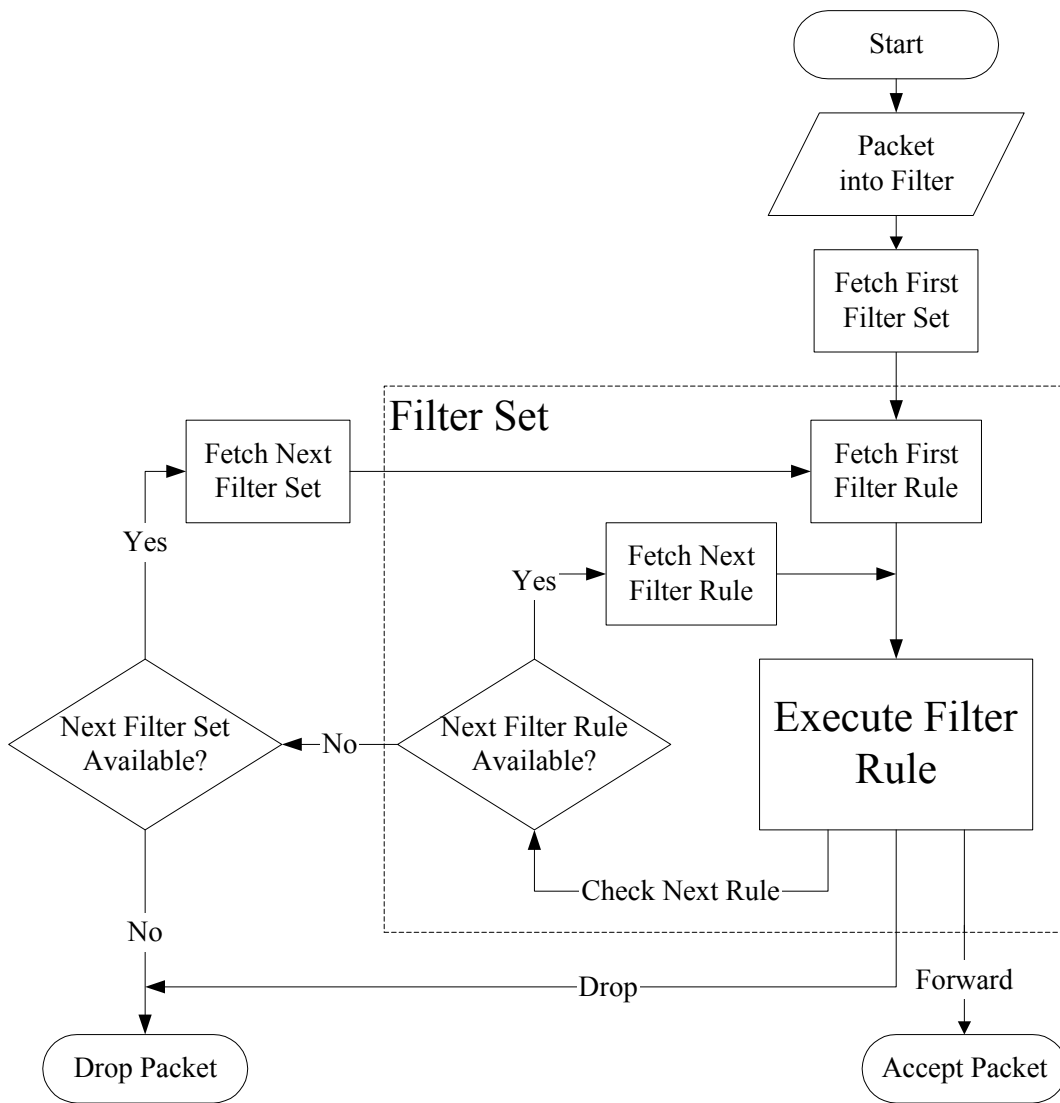 Start
Packet
into Filter
Fetch First
Filter Set
Filter Set
Fetch Next
Filter Set
Fetch First
Filter Rule
Yes
Fetch Next
Filter Rule
Yes
Next Filter Set
Available?
No
Next Filter Rule
Available?
Execute Filter
Rule
Check Next Rule
No
Drop
Forward
Drop Packet
Accept Packet